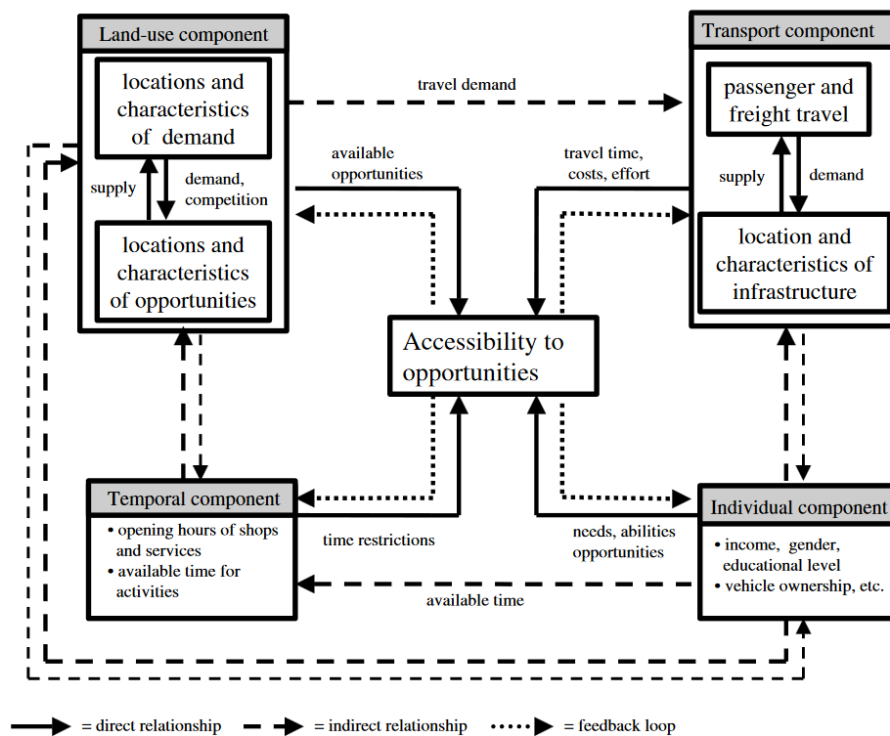 Land-use component
locations and
characteristics
of demand
supply
demand,
competition
locations and
characteristics
of opportunities
travel demand
available
opportunities
travel time,
costs, effort
Transport component
passenger and
freight travel
supply
demand
location and
characteristics of
infrastructure
Accessibility to
opportunities
Temporal component
• opening hours of shops
and services
• available time for
activities
time restrictions
needs, abilities
opportunities
available time
Individual component
• income, gender,
educational level
• vehicle ownership, etc.
= direct relationship
= indirect relationship
= feedback loop